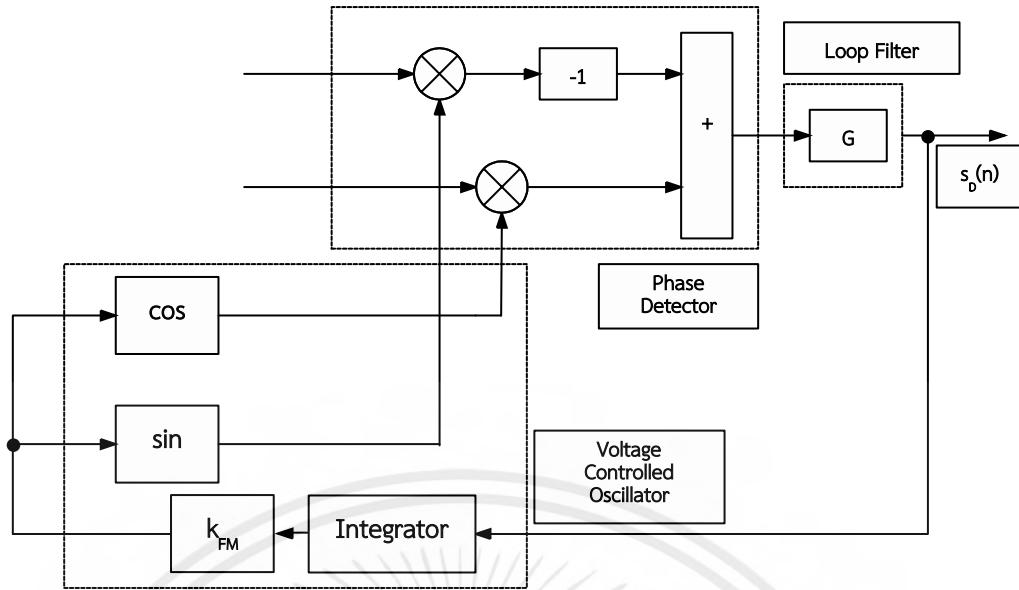 Loop Filter
-1
+
G
s_D(n)
Phase
Detector
cos
sin
Voltage
Controlled
Oscillator
k_FM
Integrator